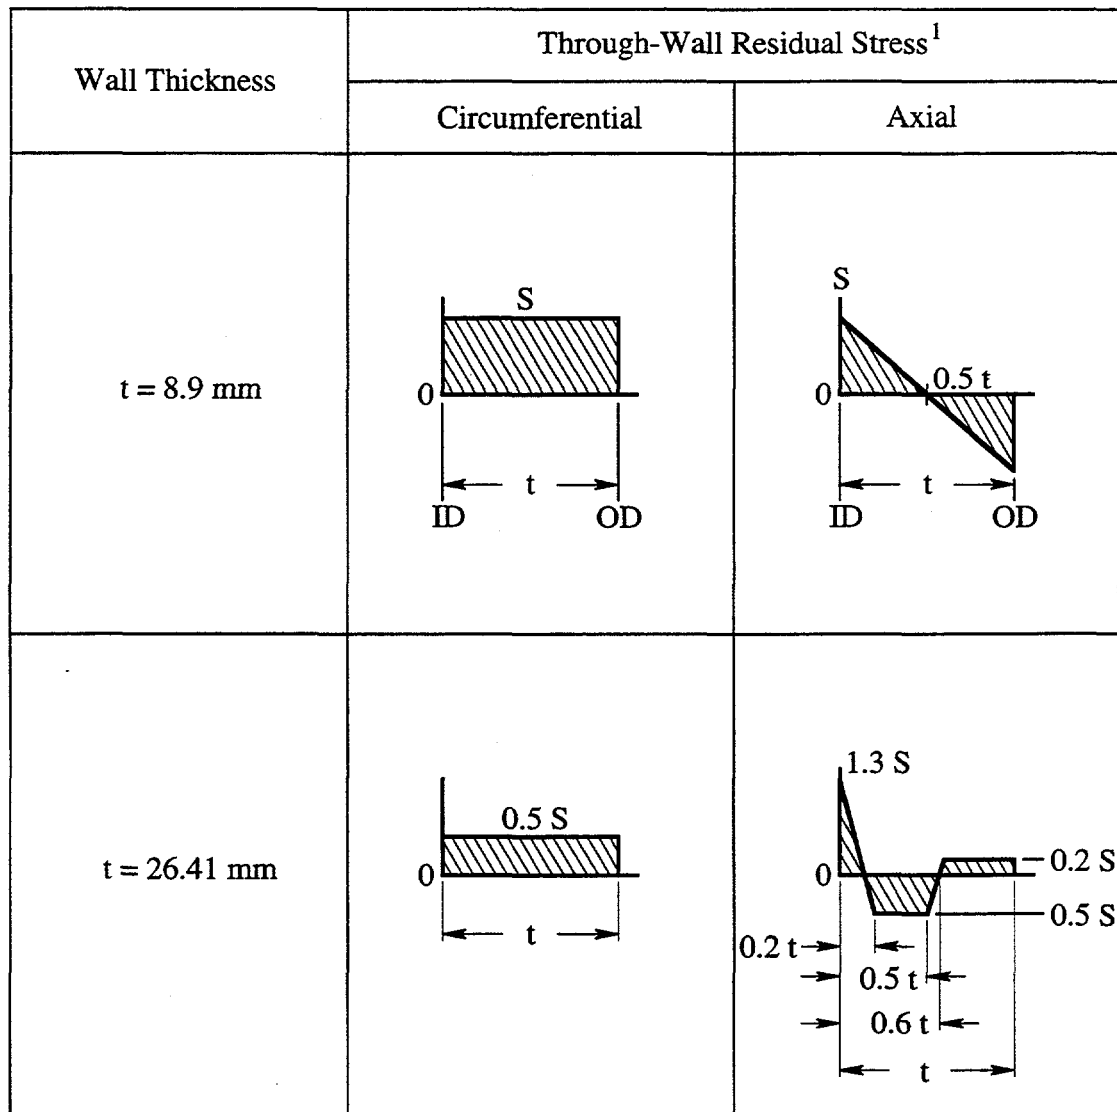 Wall Thickness
Through-Wall Residual Stress¹
Circumferential
Axial
t = 8.9 mm
S
0
t
ID
OD
S
0.5 t
0
t
ID
OD
t = 26.41 mm
0.5 S
0
t
1.3 S
0
0.2 S
0.5 S
0.2 t
0.5 t
0.6 t
t